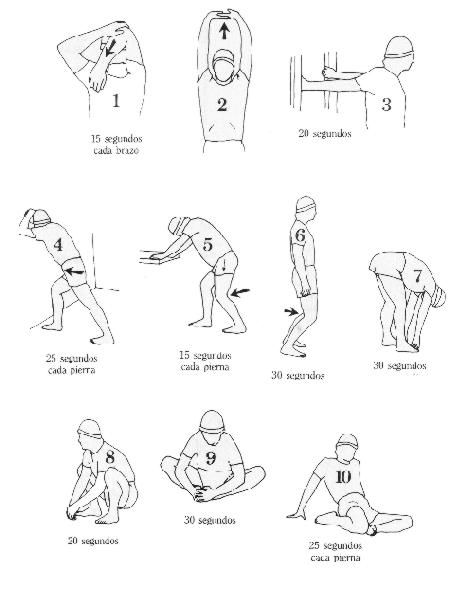 1
15 segundos
cada brazo
2
3
20 segundos
4
25 segundos
cada pierra
5
15 segundos
cada pierna
6
30 segundos
7
30 segundos
8
20 segundos
9
30 segundos
10
25 segundos
caca pierna